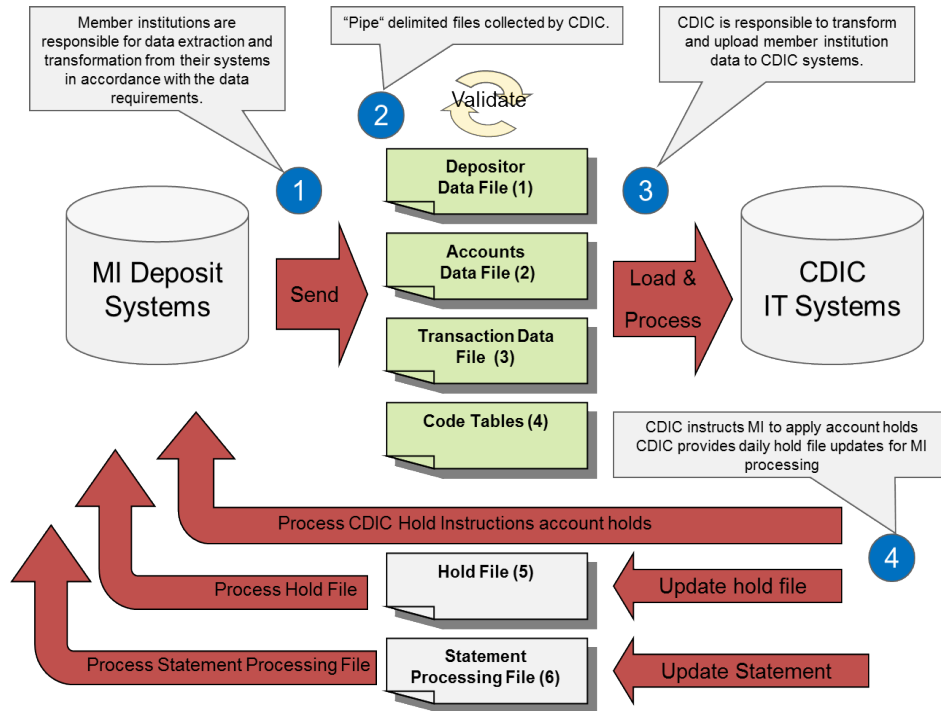 Member institutions are
responsible for data extraction and
transformation from their systems
in accordance with the data
requirements.
“Pipe“ delimited files collected by CDIC.
CDIC is responsible to transform
and upload member institution
data to CDIC systems.
Validate
1
2
3
MI Deposit
Systems
Send
Depositor
Data File (1)
Accounts
Data File (2)
Transaction Data
File (3)
Code Tables (4)
Load &
Process
CDIC
IT Systems
CDIC instructs MI to apply account holds
CDIC provides daily hold file updates for MI
processing
4
Process CDIC Hold Instructions account holds
Process Hold File
Hold File (5)
Update hold file
Process Statement Processing File
Statement
Processing File (6)
Update Statement